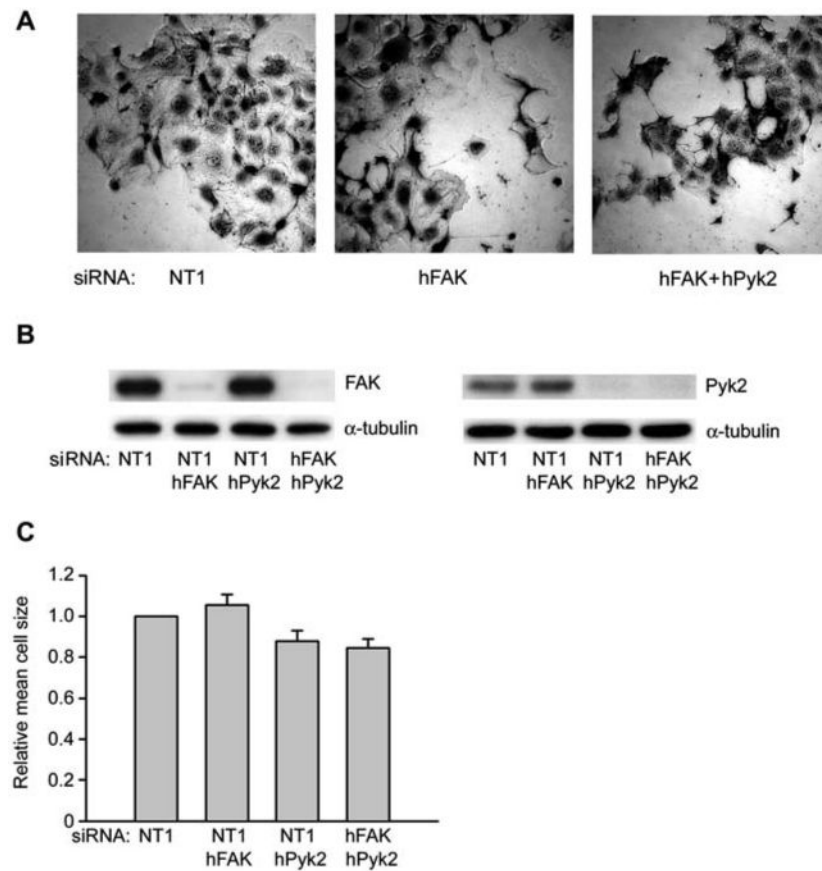 A
siRNA: NT1 hFAK hFAK+hPyk2
B
FAK Pyk2
α-tubulin α-tubulin
siRNA: NT1 NT1 NT1 hFAK NT1 NT1 NT1 hFAK
hFAK hPyk2 hPyk2 hFAK hPyk2 hPyk2
C
Relative mean cell size
1.2
1.0
0.8
0.6
0.4
0.2
0
siRNA: NT1 NT1 NT1 hFAK
hFAK hPyk2 hPyk2